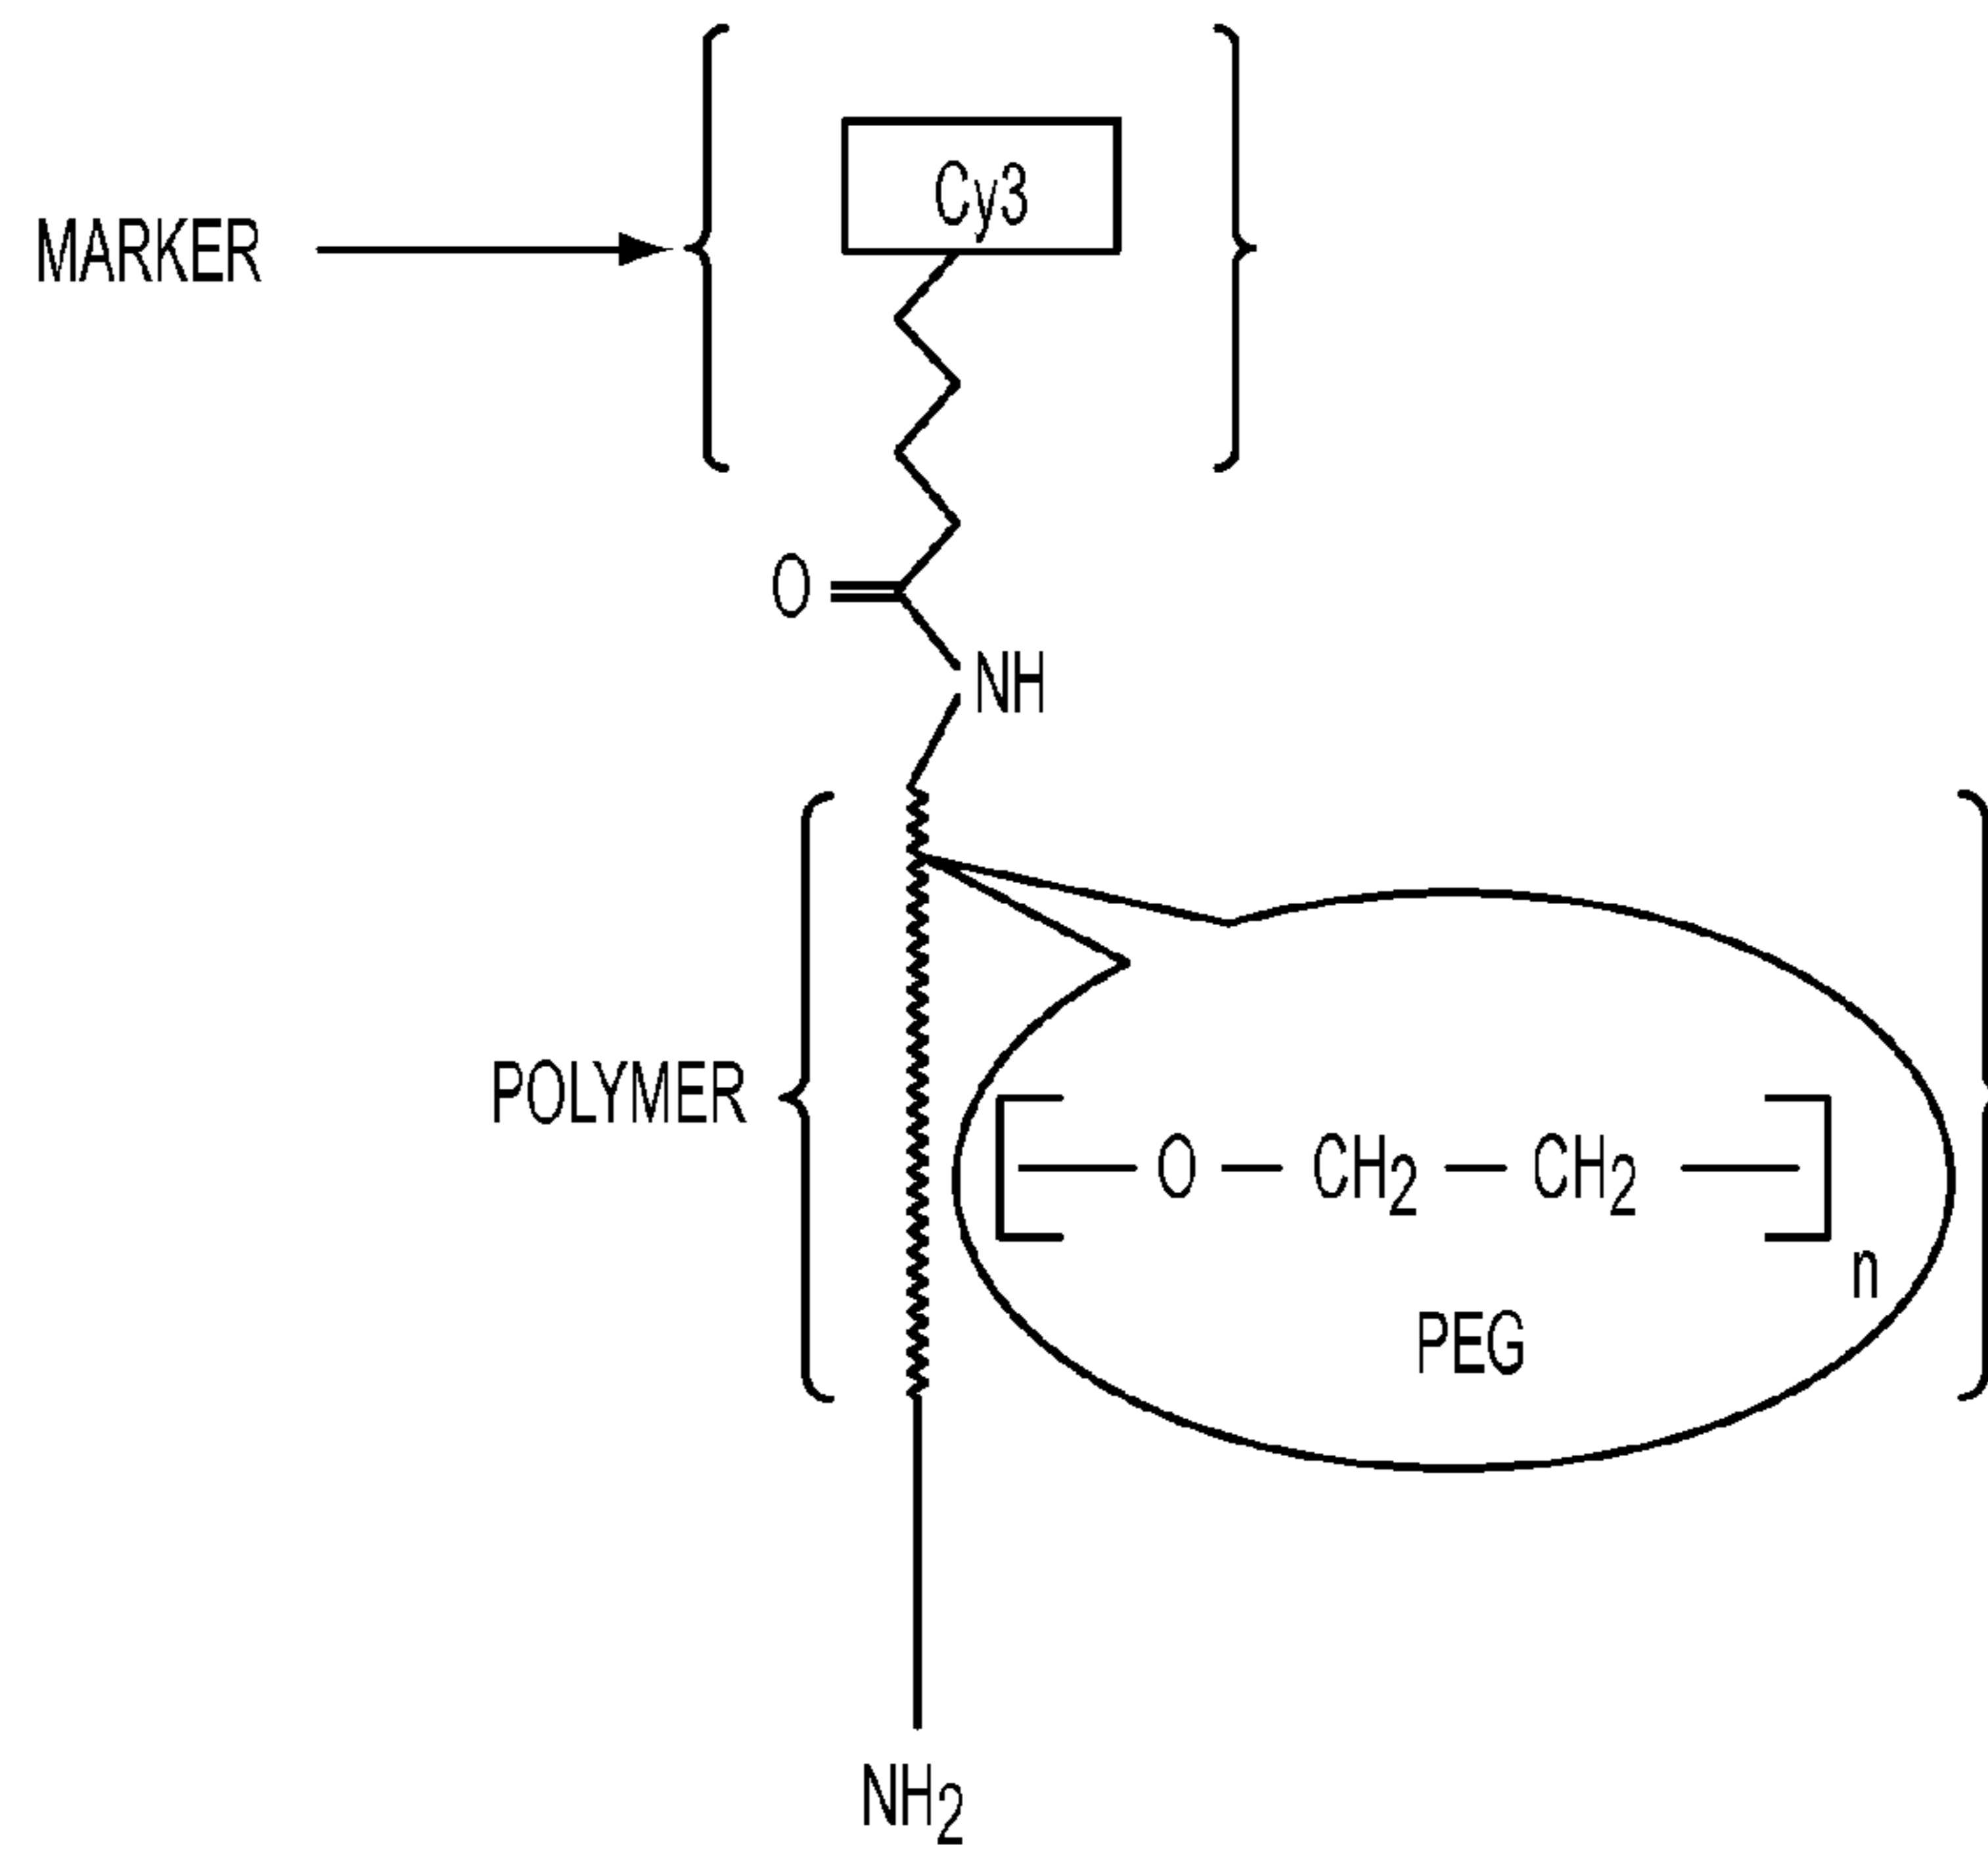 Cy3
MARKER
O
NH
POLYMER
[ — O — CH2 — CH2 — ]n
PEG
NH2